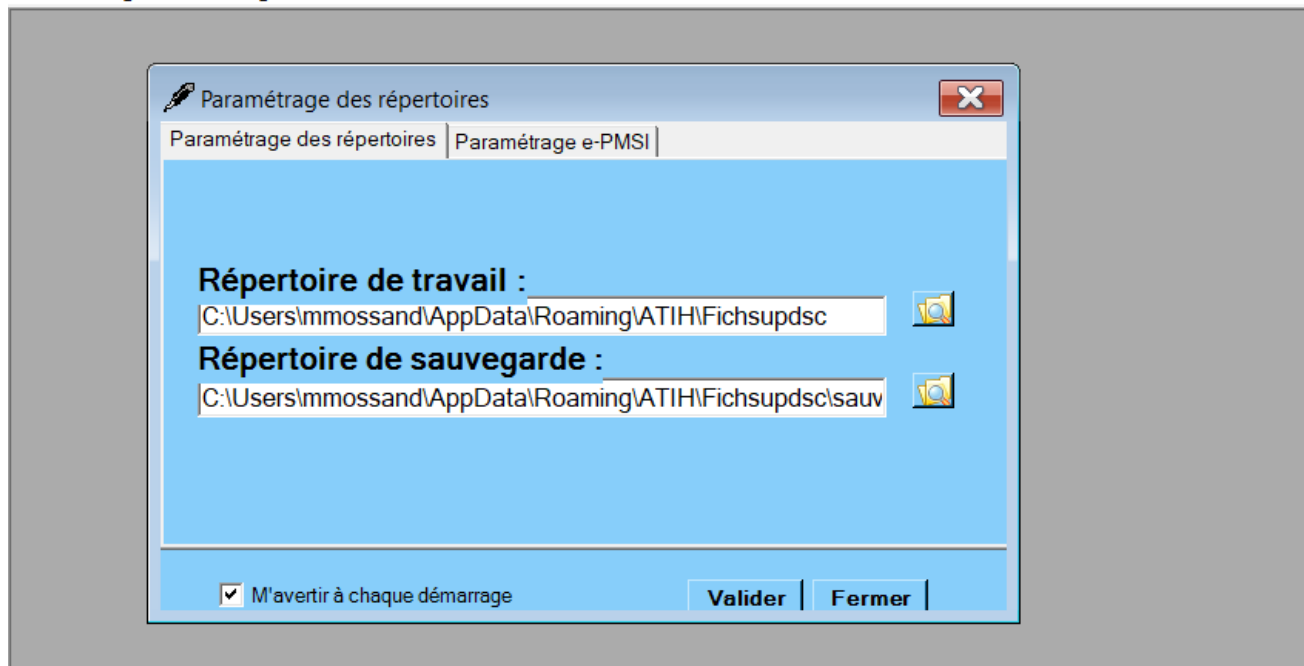 Paramétrage des répertoires
Paramétrage des répertoires Paramétrage e-PMSI
Répertoire de travail :
C:\Users\mmossand\AppData\Roaming\ATIH\Fichsupdsc
Répertoire de sauvegarde :
C:\Users\mmossand\AppData\Roaming\ATIH\Fichsupdsc\sauv
M'avertir à chaque démarrage Valider Fermer